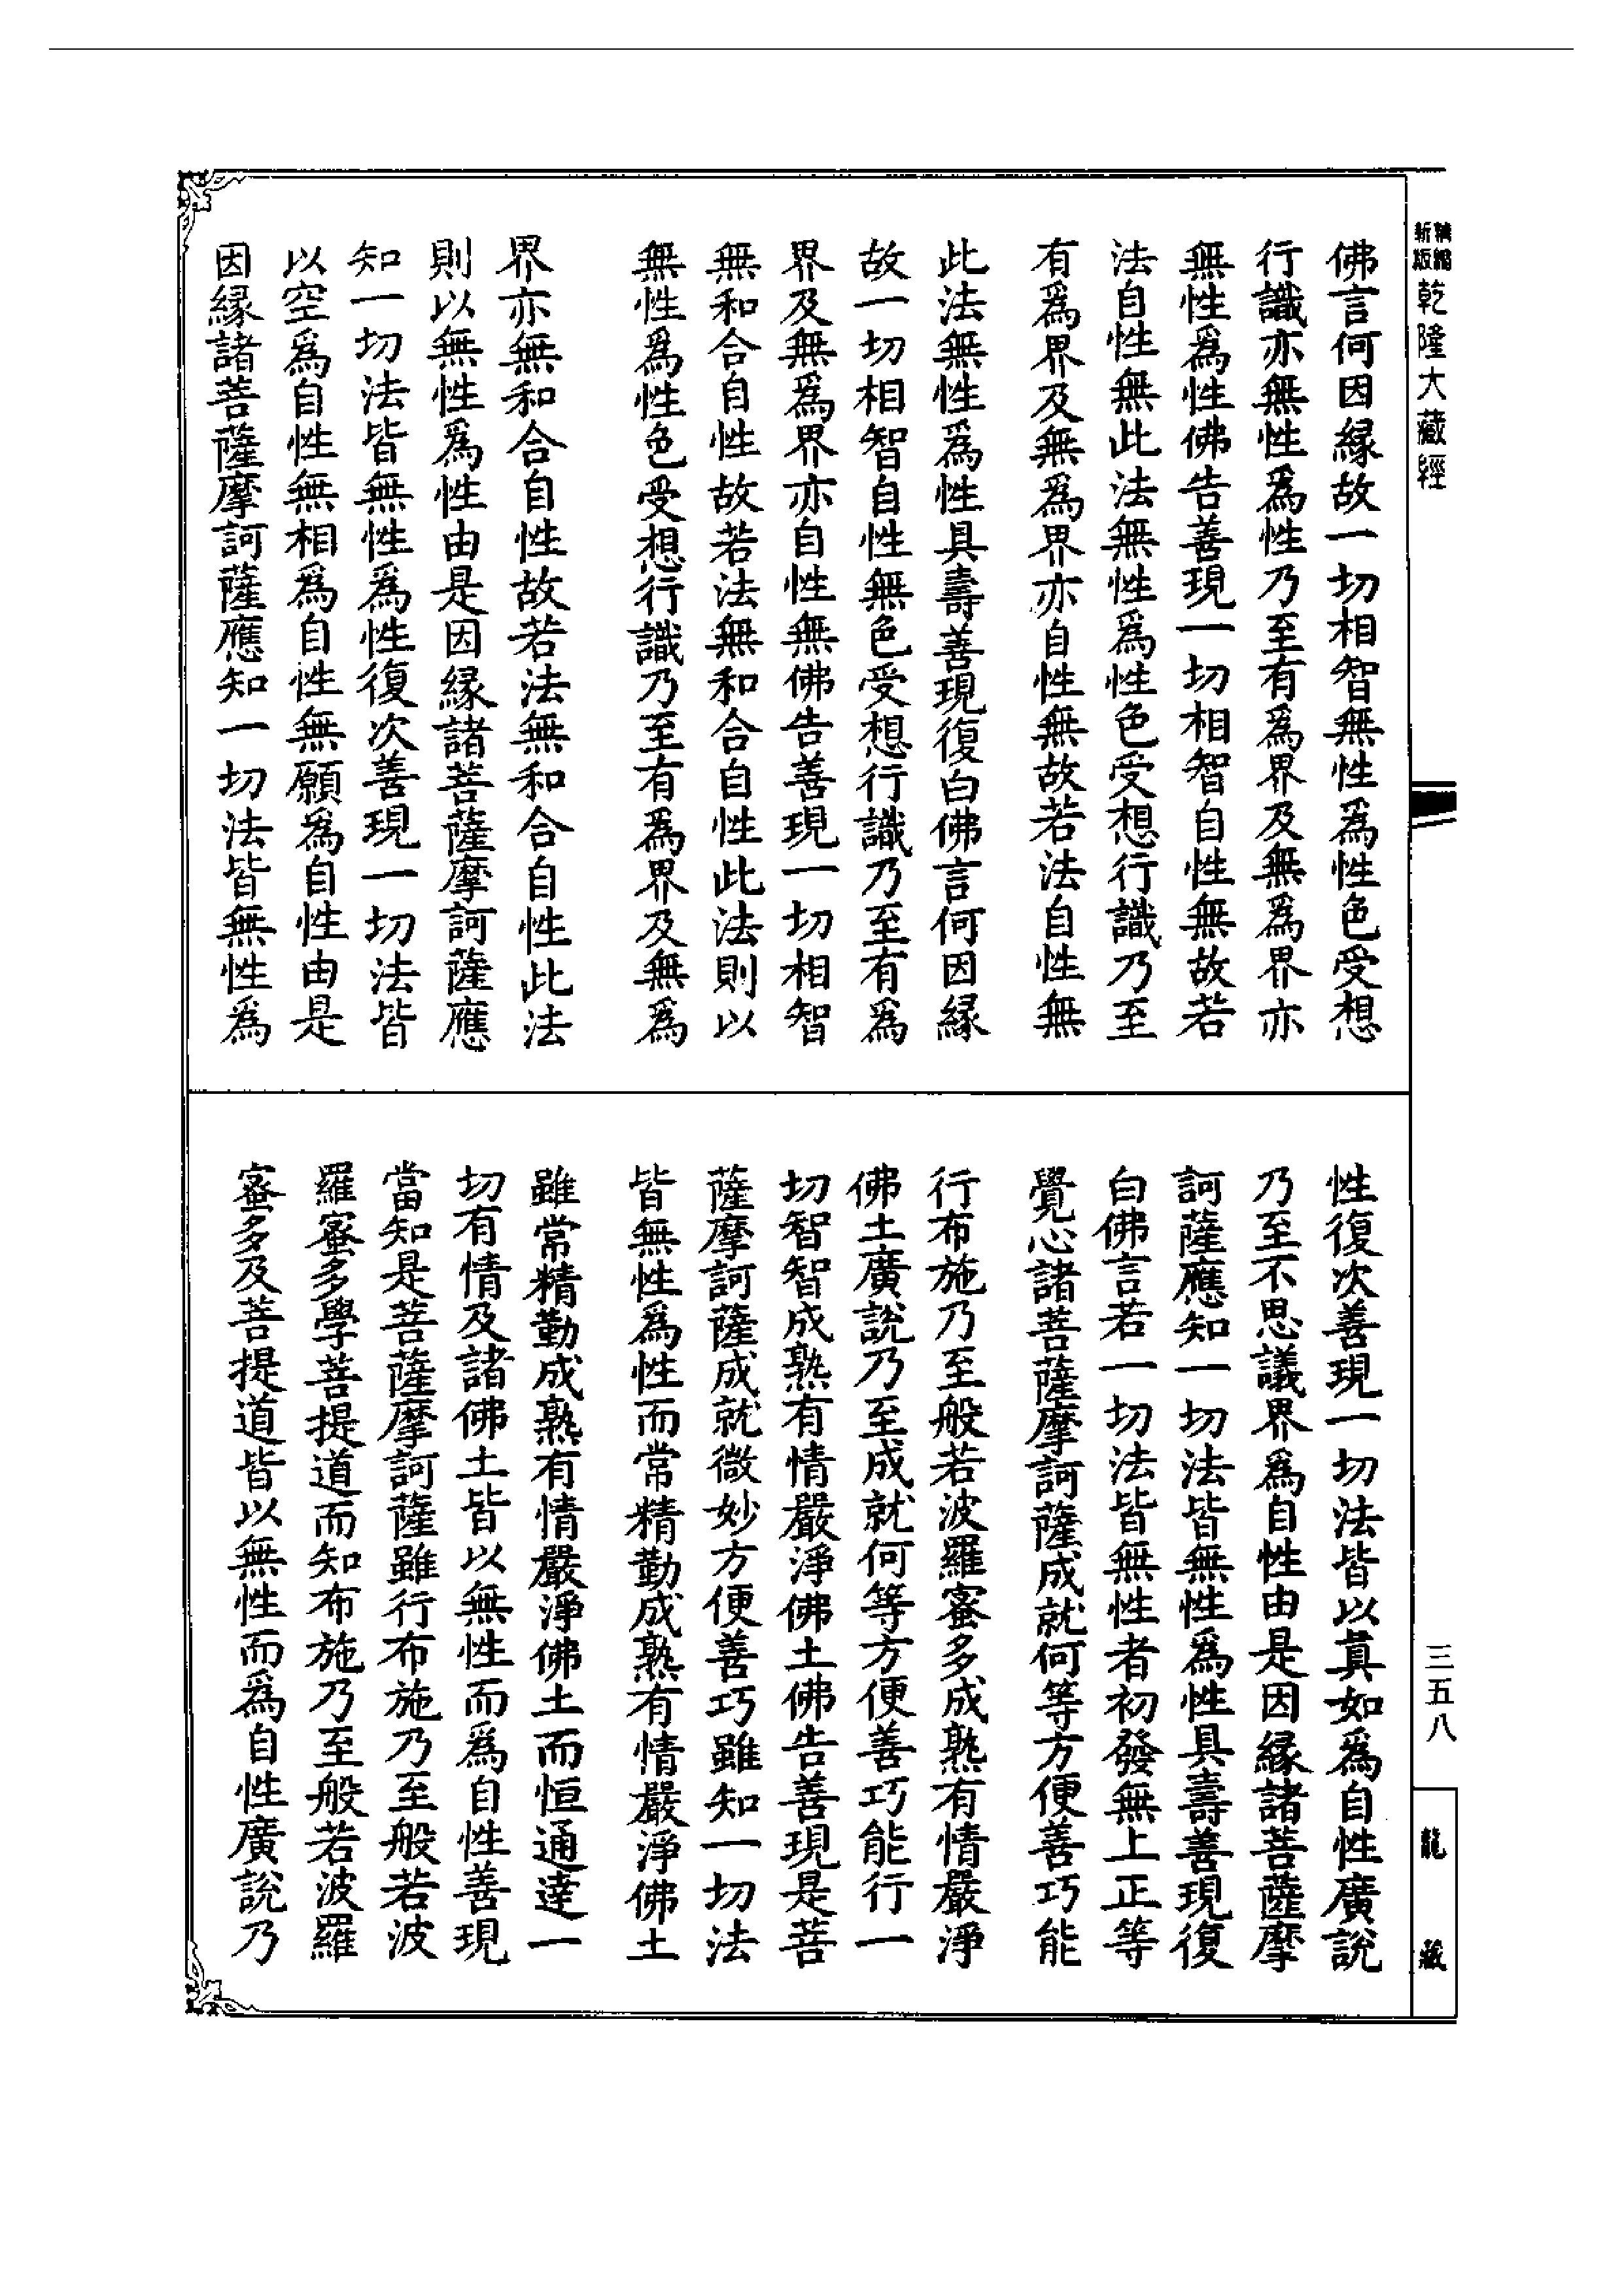 精縮新版乾隆大藏經
佛言何因緣故一切相智無性爲性色受想
行識亦無性爲性乃至有爲界及無爲界亦
無性爲性佛告善現一切相智自性無故若
法自性無此法無性爲性色受想行識乃至
有爲界及無爲界亦自性無故若法自性無
此法無性爲性具壽善現復白佛言何因緣
故一切相智自性無色受想行識乃至有爲
界及無爲界亦自性無佛告善現一切相智
無和合自性故若法無和合自性此法則以
無性爲性色受想行識乃至有爲界及無爲
界亦無和合自性故若法無和合自性此法
則以無性爲性由是因緣諸菩薩摩訶薩應
知一切法皆無性爲性復次善現一切法皆
以空爲自性無相爲自性無願爲自性由是
因緣諸菩薩摩訶薩應知一切法皆無性爲
性復次善現一切法皆以真如爲自性廣說
乃至不思議界爲自性由是因緣諸菩薩摩
訶薩應知一切法皆無性爲性具壽善現復
白佛言若一切法皆無性者初發無上正等
覺心諸菩薩摩訶薩成就何等方便善巧能
行布施乃至般若波羅蜜多成熟有情嚴淨
佛土廣說乃至成就何等方便善巧能行一
切智智成熟有情嚴淨佛土佛告善現是菩
薩摩訶薩成就微妙方便善巧雖知一切法
皆無性爲性而常精勤成熟有情嚴淨佛土
雖常精勤成熟有情嚴淨佛土而恒通達一
切有情及諸佛土皆以無性而爲自性善現
當知是菩薩摩訶薩雖行布施乃至般若波
羅蜜多學菩提道而知布施乃至般若波羅
蜜多及菩提道皆以無性而爲自性廣說乃
三五八
龍藏